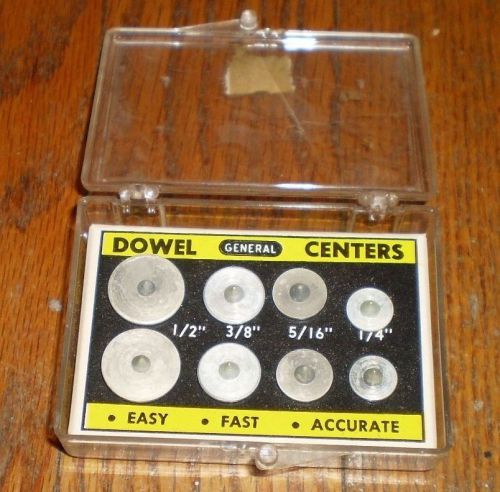 DOWEL GENERAL CENTERS
1/2" 3/8" 5/16" 1/4"
• EASY • FAST • ACCURATE